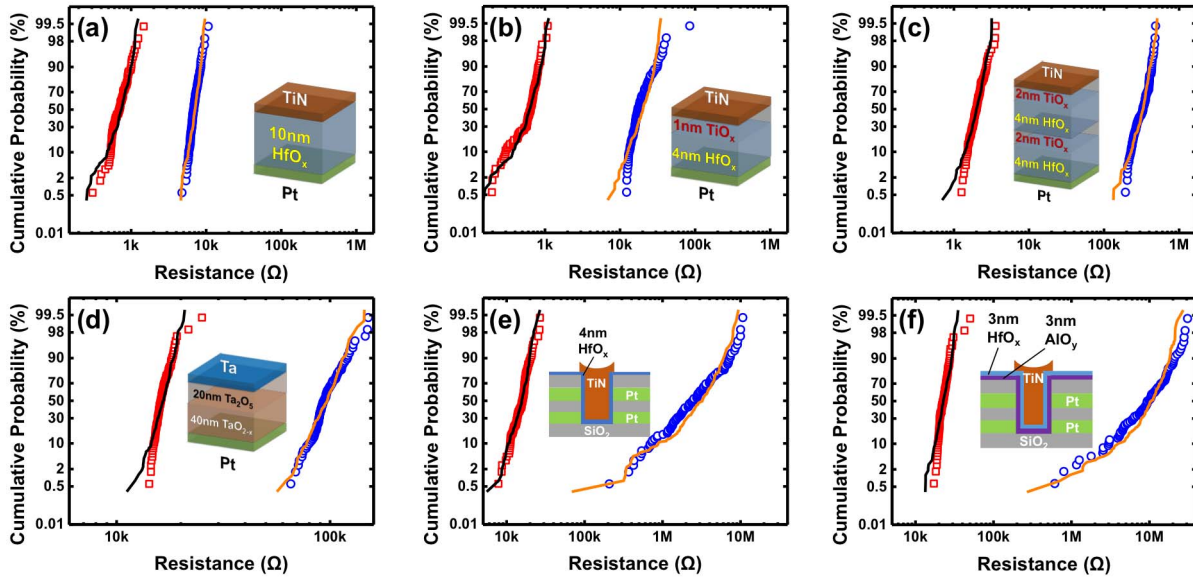 (a)
Cumulative Probability (%)
99.5
98
90
70
50
30
10
2
0.5
0.01
TiN
10nm
HfOx
Pt
1k
10k
100k
1M
Resistance (Ω)
(b)
Cumulative Probability (%)
99.5
98
90
70
50
30
10
2
0.5
0.01
TiN
1nm TiOx
4nm HfOx
Pt
1k
10k
100k
1M
Resistance (Ω)
(c)
Cumulative Probability (%)
99.5
98
90
70
50
30
10
2
0.5
0.01
TiN
2nm TiOx
4nm HfOx
2nm TiOx
4nm HfOx
Pt
1k
10k
100k
1M
Resistance (Ω)
(d)
Cumulative Probability (%)
99.5
98
90
70
50
30
10
2
0.5
0.01
Ta
20nm Ta2O5
40nm TaO2-x
Pt
10k
100k
Resistance (Ω)
(e)
Cumulative Probability (%)
99.5
98
90
70
50
30
10
2
0.5
0.01
4nm
HfOx
TiN
Pt
Pt
SiO2
10k
100k
1M
10M
Resistance (Ω)
(f)
Cumulative Probability (%)
99.5
98
90
70
50
30
10
2
0.5
0.01
3nm
HfOx
3nm
AlOy
TiN
Pt
Pt
SiO2
10k
100k
1M
10M
Resistance (Ω)